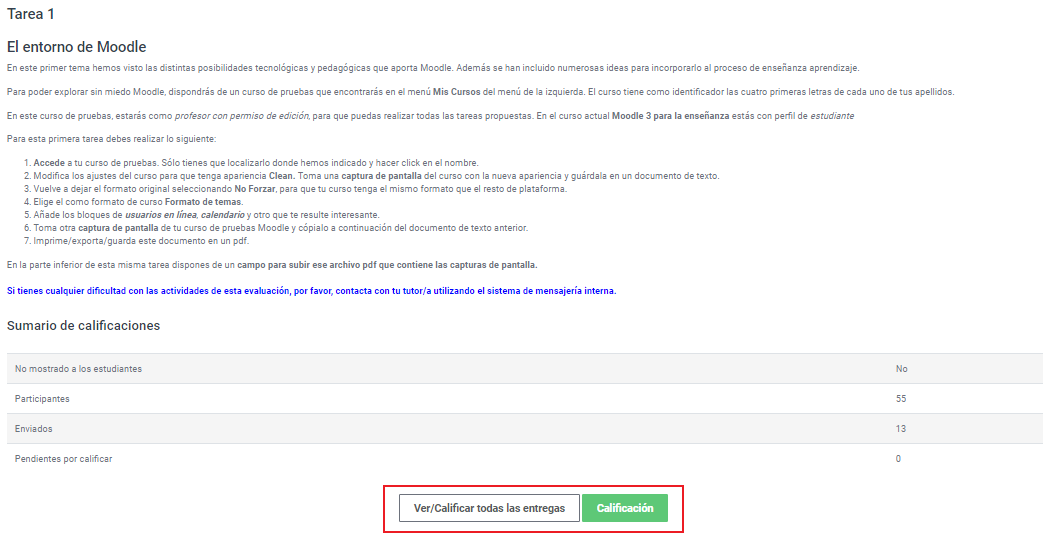 Tarea 1
El entorno de Moodle
En este primer tema hemos visto las distintas posibilidades tecnológicas y pedagógicas que aporta Moodle. Además se han incluido numerosas ideas para incorporarlo al proceso de enseñanza aprendizaje.
Para poder explorar sin miedo Moodle, dispondrás de un curso de pruebas que encontrarás en el menú Mis Cursos del menú de la izquierda. El curso tiene como identificador las cuatro primeras letras de cada uno de tus apellidos.
En este curso de pruebas, estarás como profesor con permiso de edición, para que puedas realizar todas las tareas propuestas. En el curso actual Moodle 3 para la enseñanza estás con perfil de estudiante
Para esta primera tarea debes realizar lo siguiente:
1. Accede a tu curso de pruebas. Sólo tienes que localizarlo donde hemos indicado y hacer click en el nombre.
2. Modifica los ajustes del curso para que tenga apariencia Clean. Toma una captura de pantalla del curso con la nueva apariencia y guárdala en un documento de texto.
3. Vuelve a dejar el formato original seleccionando No Forzar, para que tu curso tenga el mismo formato que el resto de plataforma.
4. Elige el como formato de curso Formato de temas.
5. Añade los bloques de usuarios en línea, calendario y otro que te resulte interesante.
6. Toma otra captura de pantalla de tu curso de pruebas Moodle y cópialo a continuación del documento de texto anterior.
7. Imprime/exporta/guarda este documento en un pdf.
En la parte inferior de esta misma tarea dispones de un campo para subir ese archivo pdf que contiene las capturas de pantalla.
Si tienes cualquier dificultad con las actividades de esta evaluación, por favor, contacta con tu tutor/a utilizando el sistema de mensajería interna.
Sumario de calificaciones
No mostrado a los estudiantes No
Participantes 55
Enviados 13
Pendientes por calificar 0
Ver/Calificar todas las entregas Calificación